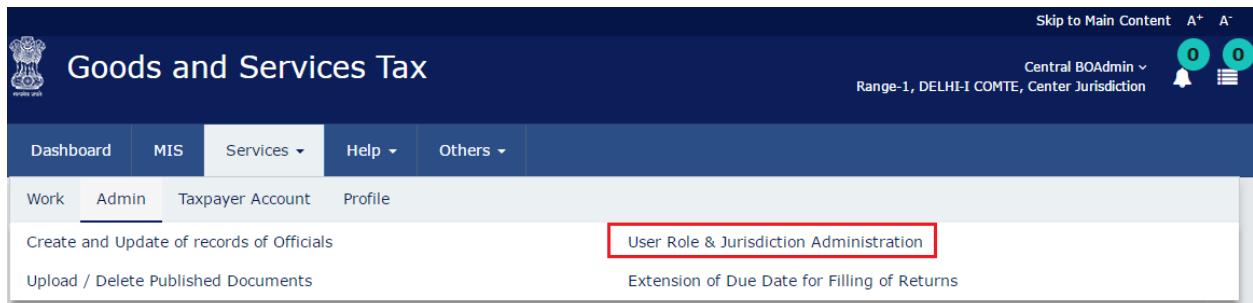 Skip to Main Content A+ A-
Goods and Services Tax
Central BOAdmin
0 0
Range-1, DELHI-I COMTE, Center Jurisdiction
Dashboard MIS Services Help Others
Work Admin Taxpayer Account Profile
Create and Update of records of Officials User Role & Jurisdiction Administration
Upload / Delete Published Documents Extension of Due Date for Filling of Returns